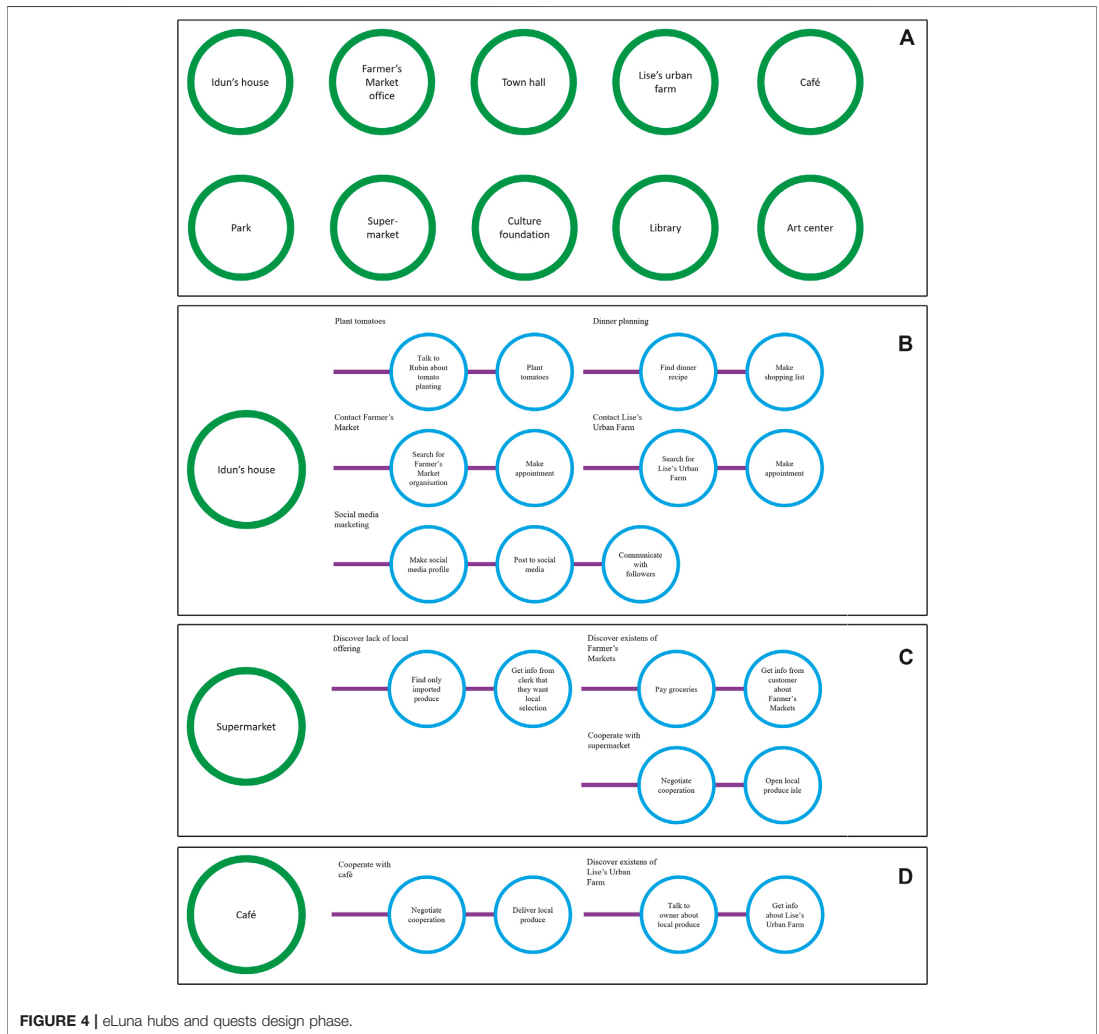 A
Idun's house
Farmer's
Market
office
Town hall
Lise's urban
farm
Café
Park
Super-
market
Culture
foundation
Library
Art center
B
Idun's house
Plant tomatoes
Talk to
Rubin about
tomato
planting
Plant
tomatoes
Dinner planning
Find dinner
recipe
Make
shopping list
Contact Farmer's
Market
Search for
Farmer's
Market
organisation
Make
appointment
Contact Lise's
Urban Farm
Search for
Lise's Urban
Farm
Make
appointment
Social media
marketing
Make social
media profile
Post to social
media
Communicate
with
followers
C
Supermarket
Discover lack of local
offering
Find only
imported
produce
Get info from
clerk that
they want
local
selection
Discover existens of
Farmer's
Markets
Pay groceries
Get info from
customer
about
Farmer's
Markets
Cooperate with
supermarket
Negotiate
cooperation
Open local
produce isle
D
Café
Cooperate with
café
Negotiate
cooperation
Deliver local
produce
Discover existens of
Lise's Urban
Farm
Talk to
owner about
local produce
Get info
about Lise's
Urban Farm
FIGURE 4 | eLuna hubs and quests design phase.